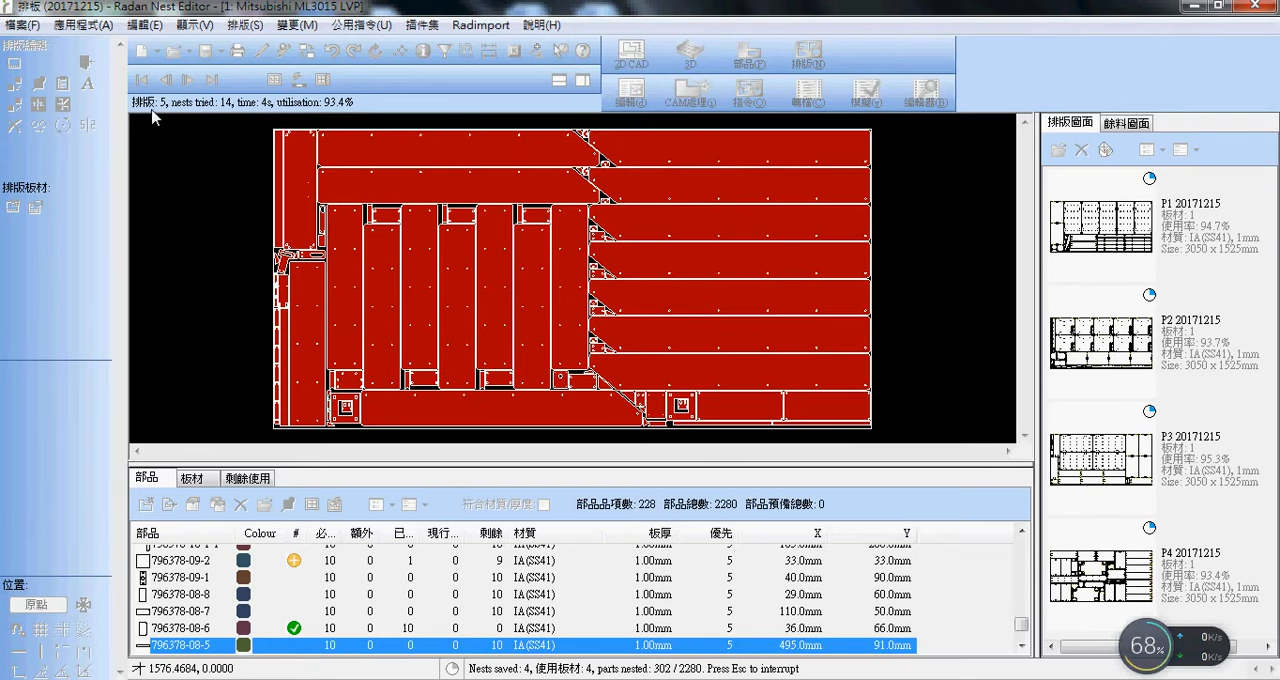 排板 (20171215) - Radan Nest Editor - [1: Mitsubishi ML3015 LVP]
檔案(F) 應用程式(A) 編輯(E) 顯示(V) 排版(S) 變更(M) 公用指令(U) 插件集 Radimport 說明(H)
排版編輯:
2D CAD 3D 部品(P) 排版(N)
CAM處理(I) 指令(C)
排版: 5, nests tried: 14, time: 4s, utilisation: 93.4%
排版板材:
排版圖面 餘料圖面
P1 20171215
板材: 1
使用率: 94.7%
材質: IA(SS41), 1mm
Size: 3050 x 1525mm
P2 20171215
板材: 1
使用率: 93.7%
材質: IA(SS41), 1mm
Size: 3050 x 1525mm
P3 20171215
板材: 1
使用率: 95.3%
材質: IA(SS41), 1mm
Size: 3050 x 1525mm
P4 20171215
板材: 1
使用率: 93.4%
材質: IA(SS41), 1mm
Size: 3050 x 1525mm
部品 板材 剩餘使用
符合材質/厚度: 部品品項數: 228 部品總數: 2280 部品預備總數: 0
部品 Colour # 必... 額外 已... 現行... 剩餘 材質 板厚 優先 X Y
796378-09-2 10 0 1 0 9 IA(SS41) 1.00mm 5 33.0mm 33.0mm
796378-09-1 10 0 0 0 10 IA(SS41) 1.00mm 5 40.0mm 90.0mm
796378-08-8 10 0 0 0 10 IA(SS41) 1.00mm 5 29.0mm 60.0mm
796378-08-7 10 0 0 0 10 IA(SS41) 1.00mm 5 110.0mm 50.0mm
796378-08-6 10 0 10 0 0 IA(SS41) 1.00mm 5 36.0mm 66.0mm
796378-08-5 10 0 0 0 10 IA(SS41) 1.00mm 5 495.0mm 91.0mm
位置:
原點
1576.4684, 0.0000
Nests saved: 4, 使用板材: 4, parts nested: 302 / 2280. Press Esc to interrupt
68%
0K/s
0K/s